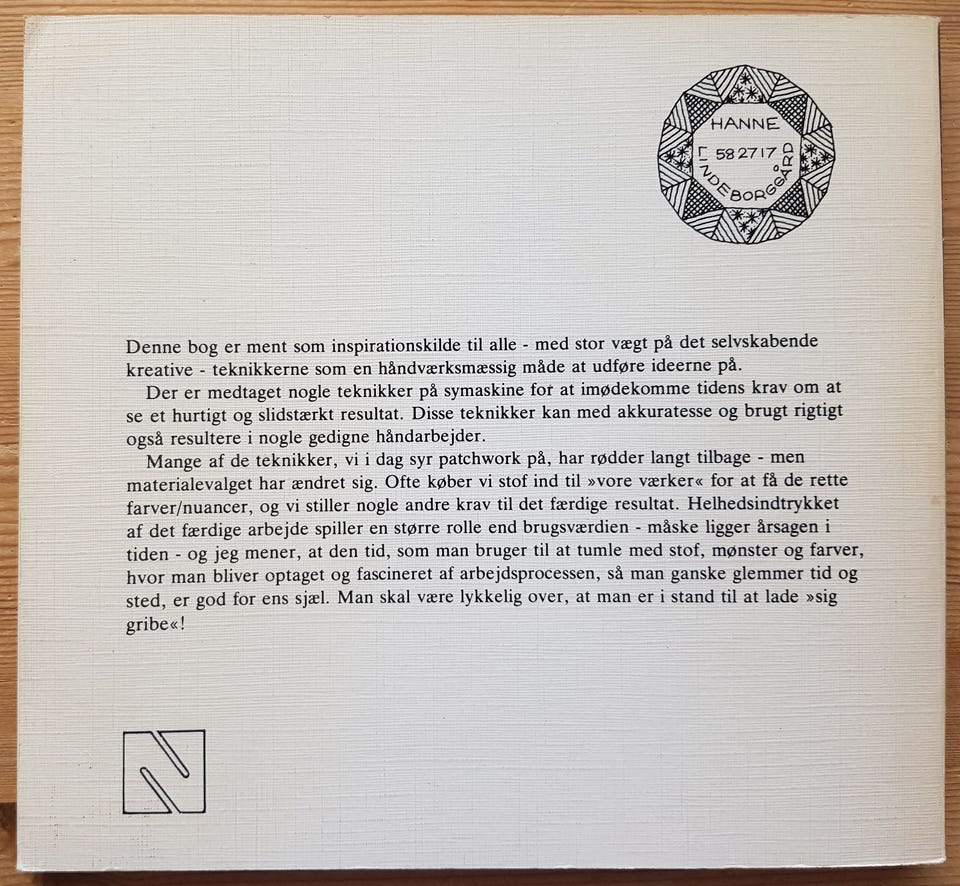 HANNE
582717
LINDEBORGGÅRD
Denne bog er ment som inspirationskilde til alle - med stor vægt på det selvskabende
kreative - teknikkerne som en håndværksmæssig måde at udføre ideerne på.
Der er medtaget nogle teknikker på symaskine for at imødekomme tidens krav om at
se et hurtigt og slidstærkt resultat. Disse teknikker kan med akkuratesse og brugt rigtigt
også resultere i nogle gedigne håndarbejder.
Mange af de teknikker, vi i dag syr patchwork på, har rødder langt tilbage - men
materialevalget har ændret sig. Ofte køber vi stof ind til »vore værker« for at få de rette
farver/nuancer, og vi stiller nogle andre krav til det færdige resultat. Helhedsindtrykket
af det færdige arbejde spiller en større rolle end brugsværdien - måske ligger årsagen i
tiden - og jeg mener, at den tid, som man bruger til at tumle med stof, mønster og farver,
hvor man bliver optaget og fascineret af arbejdsprocessen, så man ganske glemmer tid og
sted, er god for ens sjæl. Man skal være lykkelig over, at man er i stand til at lade »sig
gribe«!